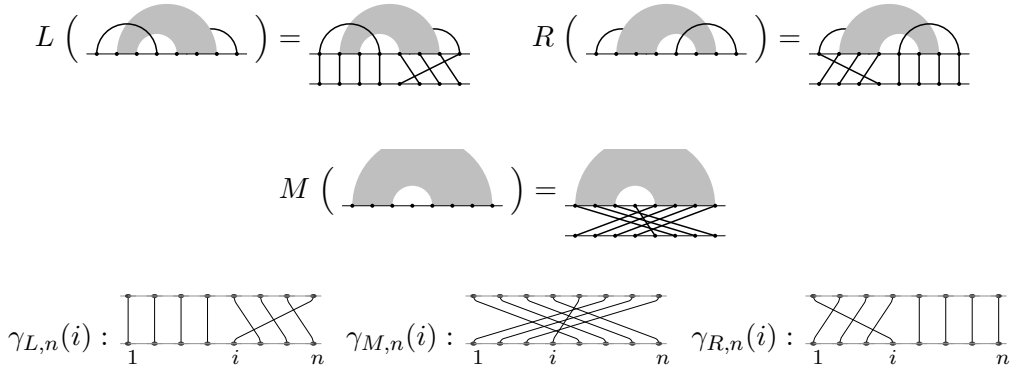 L ( ) = R ( ) =
M ( ) =
γ_{L,n}(i) : γ_{M,n}(i) : γ_{R,n}(i) :
1 i n 1 i n 1 i n